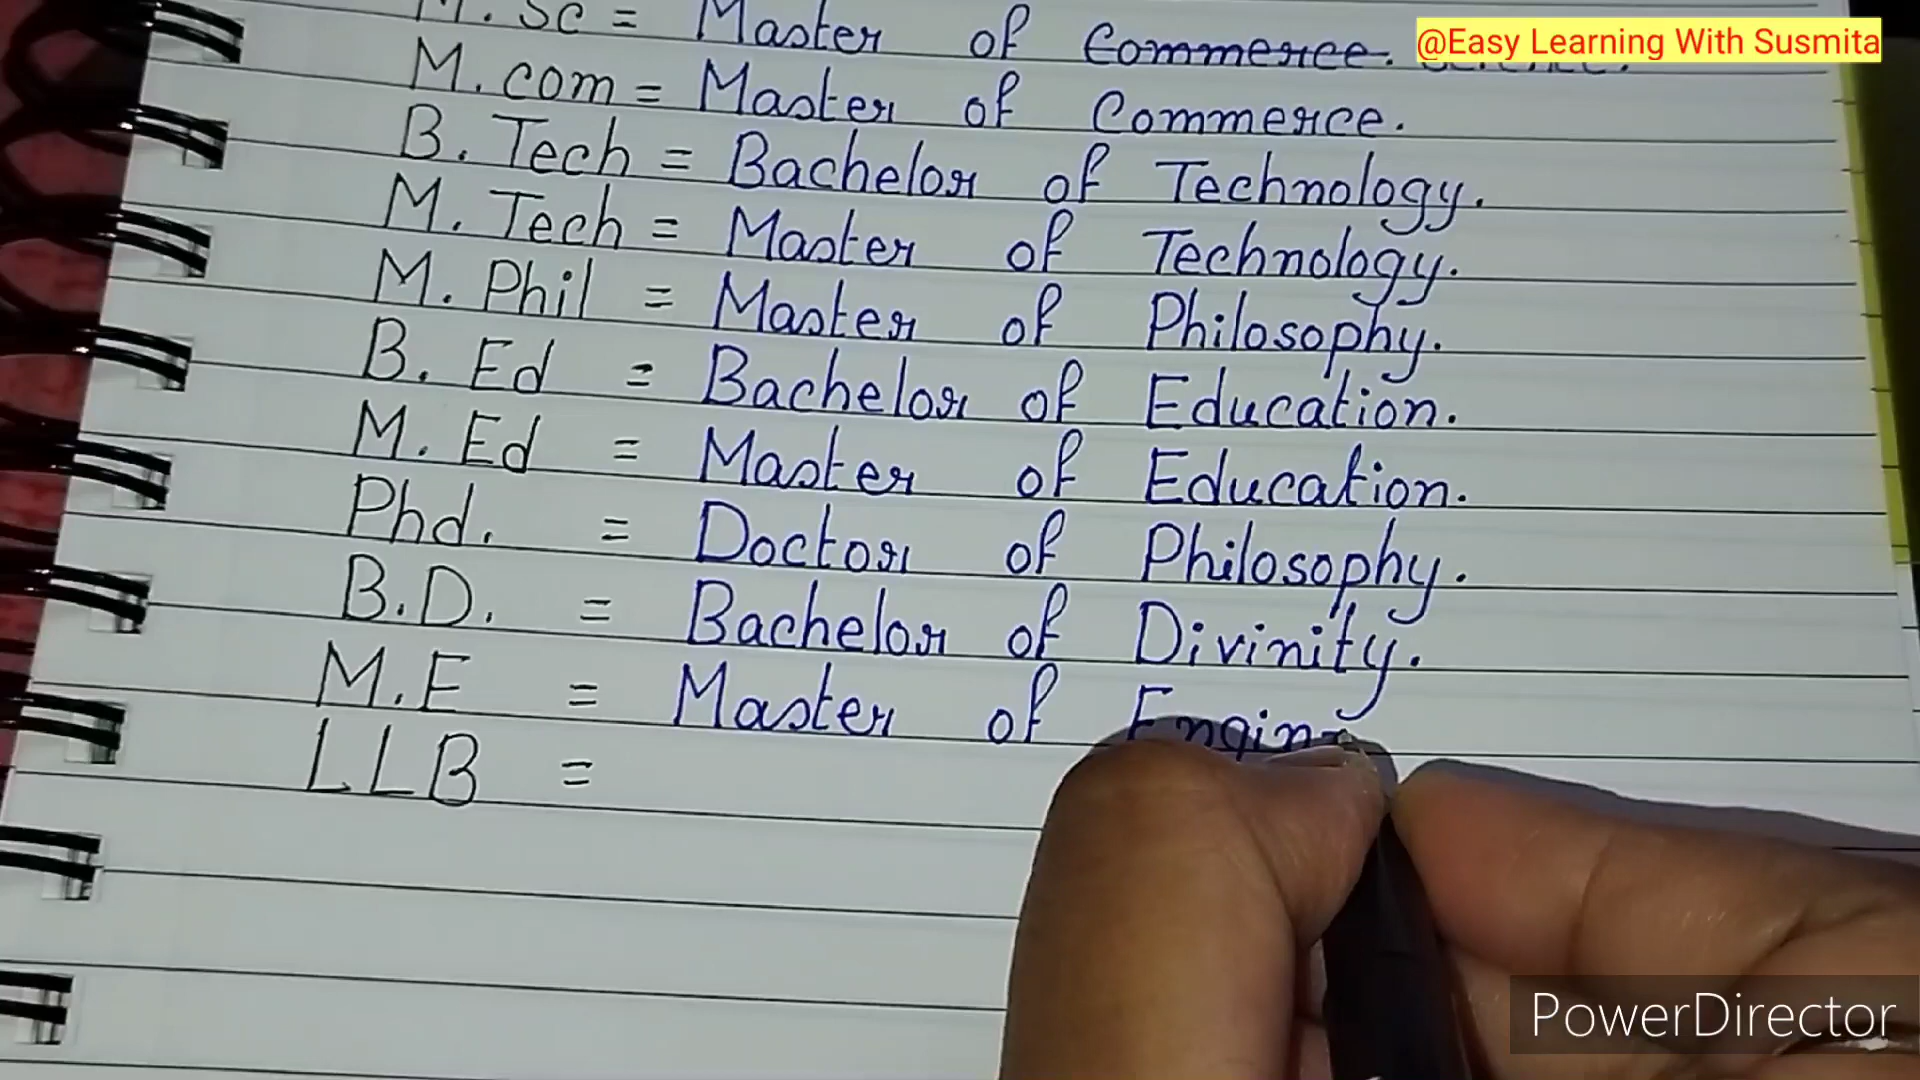 M.Sc = Master of Commerce.
@Easy Learning With Susmita
M.com = Master of Commerce.
B. Tech = Bachelor of Technology.
M. Tech = Master of Technology.
M. Phil = Master of Philosophy.
B. Ed = Bachelor of Education.
M. Ed = Master of Education.
Phd. = Doctor of Philosophy.
B.D. = Bachelor of Divinity.
M.E = Master of Engin
LLB =
PowerDirector